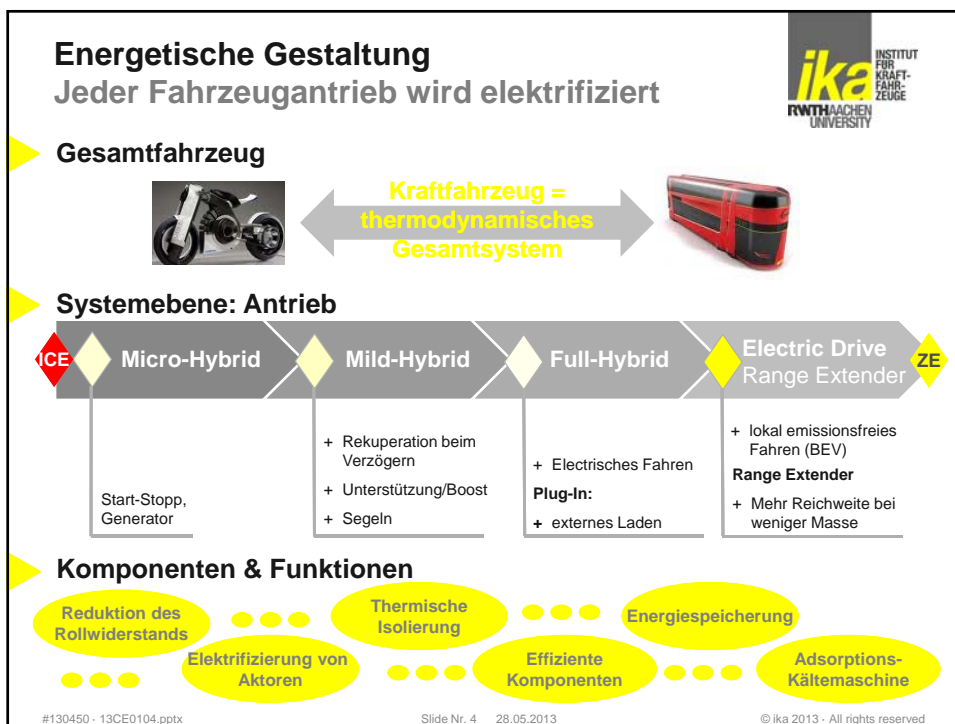 Energetische Gestaltung
Jeder Fahrzeugantrieb wird elektrifiziert
ika
INSTITUT
FÜR
KRAFT-
FAHR-
ZEUGE
RWTHAACHEN
UNIVERSITY
Gesamtfahrzeug
Kraftfahrzeug =
thermodynamisches
Gesamtsystem
Systemebene: Antrieb
ICE
Micro-Hybrid
Mild-Hybrid
Full-Hybrid
Electric Drive
Range Extender
ZE
Start-Stopp,
Generator
+ Rekuperation beim
Verzögern
+ Unterstützung/Boost
+ Segeln
+ Electrisches Fahren
Plug-In:
+ externes Laden
+ lokal emissionsfreies
Fahren (BEV)
Range Extender
+ Mehr Reichweite bei
weniger Masse
Komponenten & Funktionen
Reduktion des
Rollwiderstands
Thermische
Isolierung
Energiespeicherung
Elektrifizierung von
Aktoren
Effiziente
Komponenten
Adsorptions-
Kältemaschine
#130450 · 13CE0104.pptx
Slide Nr. 4 28.05.2013
© ika 2013 · All rights reserved